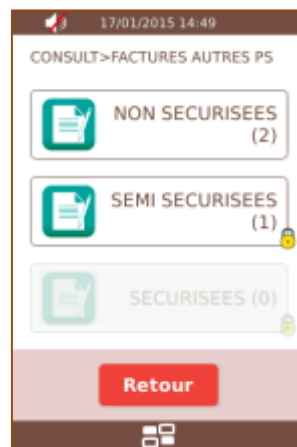 17/01/2015 14:49
CONSULT>FACTURES AUTRES PS
NON SECURISEES
(2)
SEMI SECURISEES
(1)
SECURISEES (0)
Retour